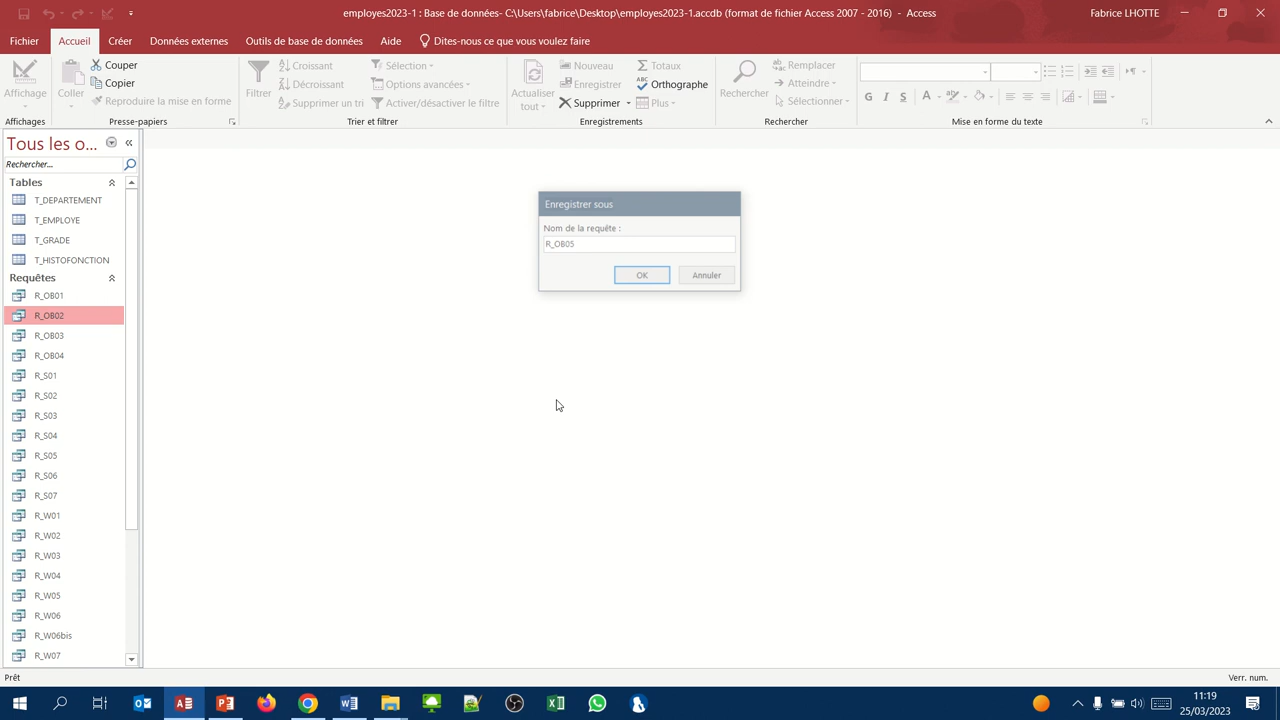 employes2023-1 : Base de données- C:\Users\fabrice\Desktop\employes2023-1.accdb (format de fichier Access 2007 - 2016) - Access
Fabrice LHOTTE
Fichier Accueil Créer Données externes Outils de base de données Aide Dites-nous ce que vous voulez faire
Affichage
Affichages
Coller
Couper
Copier
Reproduire la mise en forme
Presse-papiers
Filtrer
Croissant
Décroissant
Supprimer un tri
Sélection
Options avancées
Activer/désactiver le filtre
Trier et filtrer
Actualiser
tout
Nouveau
Enregistrer
Supprimer
Totaux
Orthographe
Plus
Enregistrements
Rechercher
Remplacer
Atteindre
Sélectionner
Rechercher
G I S
A
Mise en forme du texte
Tous les o...
Rechercher...
Tables
T_DEPARTEMENT
T_EMPLOYE
T_GRADE
T_HISTOFONCTION
Requêtes
R_OB01
R_OB02
R_OB03
R_OB04
R_S01
R_S02
R_S03
R_S04
R_S05
R_S06
R_S07
R_W01
R_W02
R_W03
R_W04
R_W05
R_W06
R_W06bis
R_W07
Enregistrer sous
Nom de la requête :
R_OB05
OK Annuler
Prêt
Verr. num.
11:19
25/03/2023